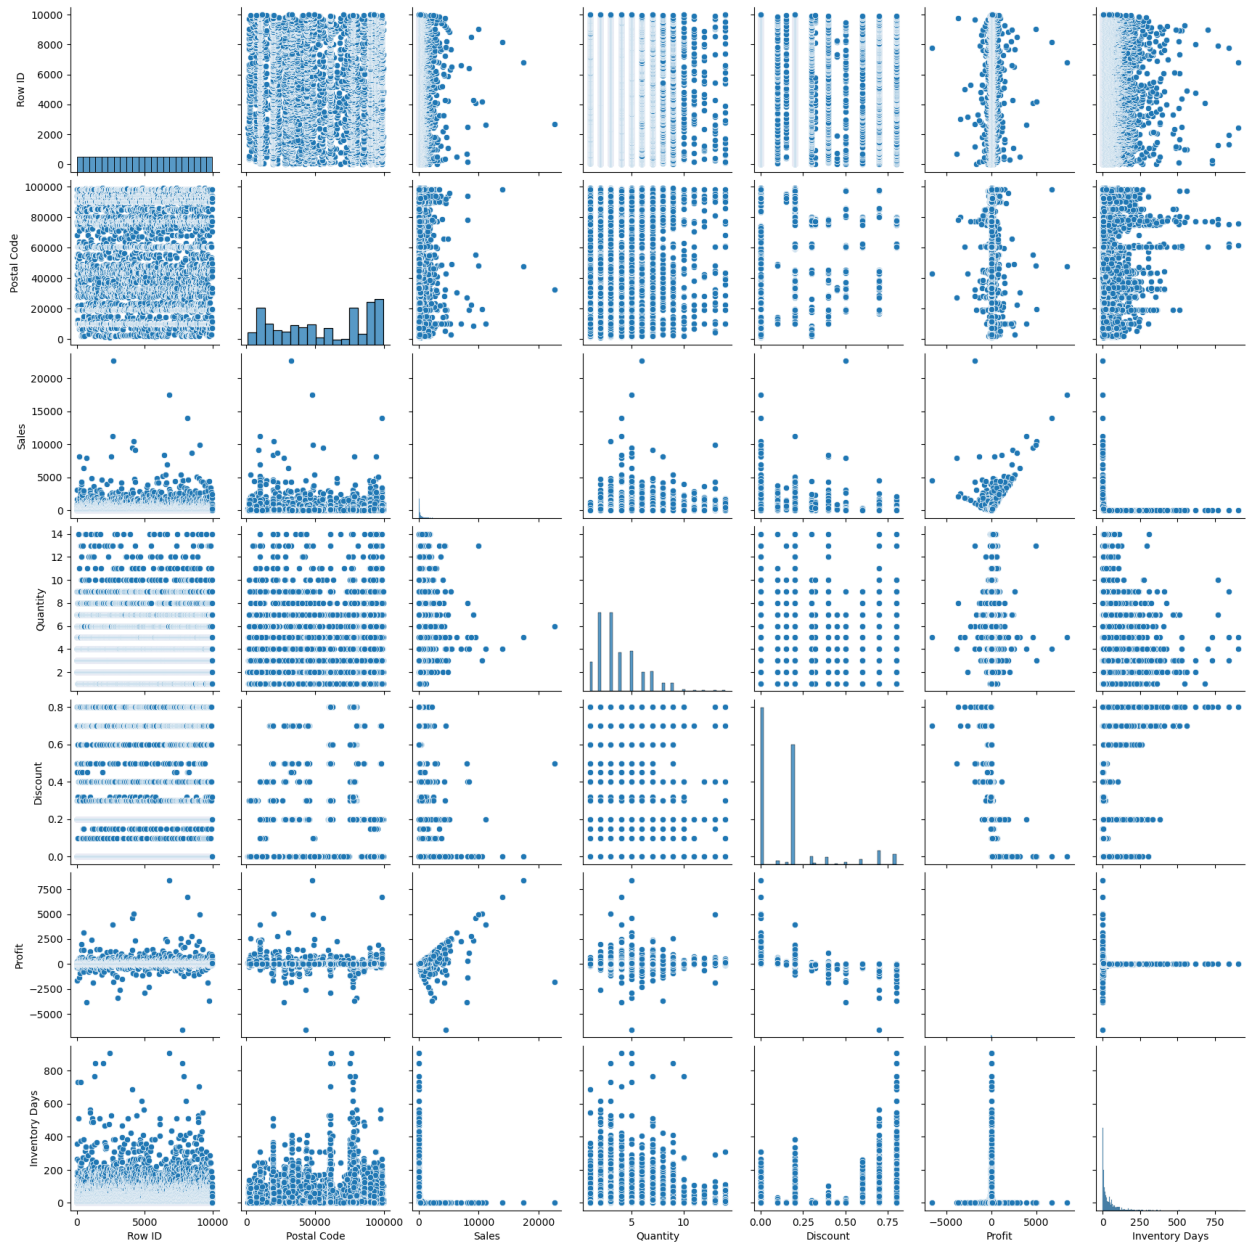 10000
8000
6000
4000
2000
0
Row ID
100000
80000
60000
40000
20000
0
Postal Code
20000
15000
10000
5000
0
Sales
14
12
10
8
6
4
2
Quantity
0.8
0.6
0.4
0.2
0.0
Discount
7500
5000
2500
0
−2500
−5000
Profit
800
600
400
200
0
Inventory Days
0 5000 10000
Row ID
0 50000 100000
Postal Code
0 10000 20000
Sales
5 10
Quantity
0.00 0.25 0.50 0.75
Discount
−5000 0 5000
Profit
0 250 500 750
Inventory Days